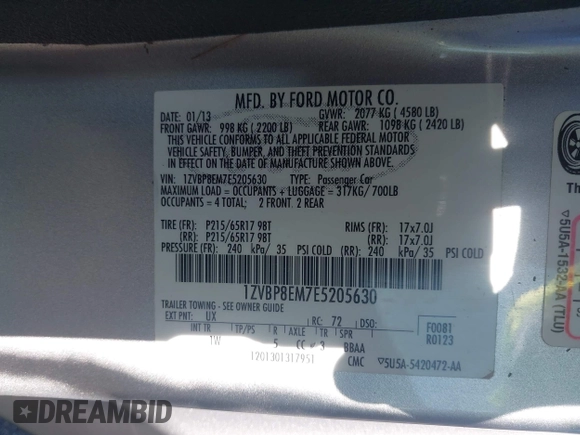 MFD. BY FORD MOTOR CO.
DATE: 01/13 GVWR: 2077 KG ( 4580 LB)
FRONT GAWR: 998 KG ( 2200 LB) REAR GAWR: 1098 KG ( 2420 LB)
THIS VEHICLE CONFORMS TO ALL APPLICABLE FEDERAL MOTOR
VEHICLE SAFETY, BUMPER, AND THEFT PREVENTION STANDARDS
IN EFFECT ON THE DATE OF MANUFACTURE SHOWN ABOVE.
VIN: 1ZVBP8EM7E5205630 TYPE: Passenger Car
MAXIMUM LOAD = OCCUPANTS + LUGGAGE = 317KG/ 700LB
OCCUPANTS = 4 TOTAL; 2 FRONT 2 REAR
TIRE (FR): P215/65R17 98T RIMS (FR): 17x7.0J
(RR): P215/65R17 98T (RR): 17x7.0J
PRESSURE (FR): 240 kPa/ 35 PSI COLD (RR): 240 kPa/ 35 PSI COLD
1ZVBP8EM7E5205630
TRAILER TOWING - SEE OWNER GUIDE
EXT PNT: UX RC: 72 DSO:
INT TR TP/PS R AXLE TR SPR
1W 5 CC # 3 BBAA
F0081
R0123
1201301317951
CMC 5U5A-5420472-AA
5U5A-1532-AA (TLU)
DREAMBID